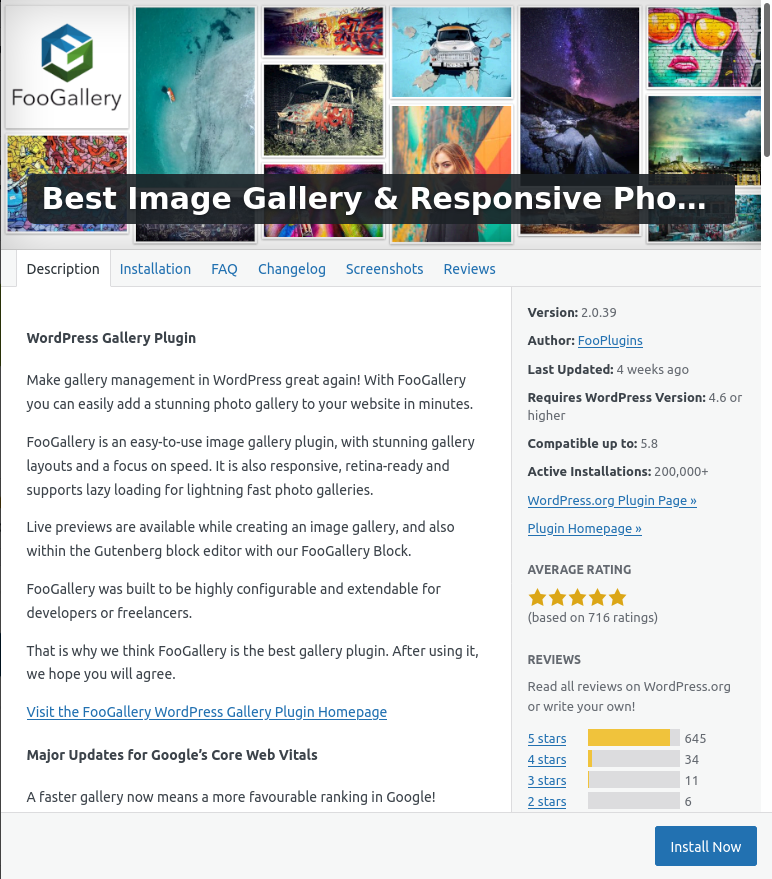 FooGallery
Best Image Gallery & Responsive Pho...
Description Installation FAQ Changelog Screenshots Reviews
WordPress Gallery Plugin
Make gallery management in WordPress great again! With FooGallery
you can easily add a stunning photo gallery to your website in minutes.
FooGallery is an easy-to-use image gallery plugin, with stunning gallery
layouts and a focus on speed. It is also responsive, retina-ready and
supports lazy loading for lightning fast photo galleries.
Live previews are available while creating an image gallery, and also
within the Gutenberg block editor with our FooGallery Block.
FooGallery was built to be highly configurable and extendable for
developers or freelancers.
That is why we think FooGallery is the best gallery plugin. After using it,
we hope you will agree.
Visit the FooGallery WordPress Gallery Plugin Homepage
Major Updates for Google’s Core Web Vitals
A faster gallery now means a more favourable ranking in Google!
Version: 2.0.39
Author: FooPlugins
Last Updated: 4 weeks ago
Requires WordPress Version: 4.6 or
higher
Compatible up to: 5.8
Active Installations: 200,000+
WordPress.org Plugin Page »
Plugin Homepage »
AVERAGE RATING
(based on 716 ratings)
REVIEWS
Read all reviews on WordPress.org
or write your own!
5 stars 645
4 stars 34
3 stars 11
2 stars 6
Install Now